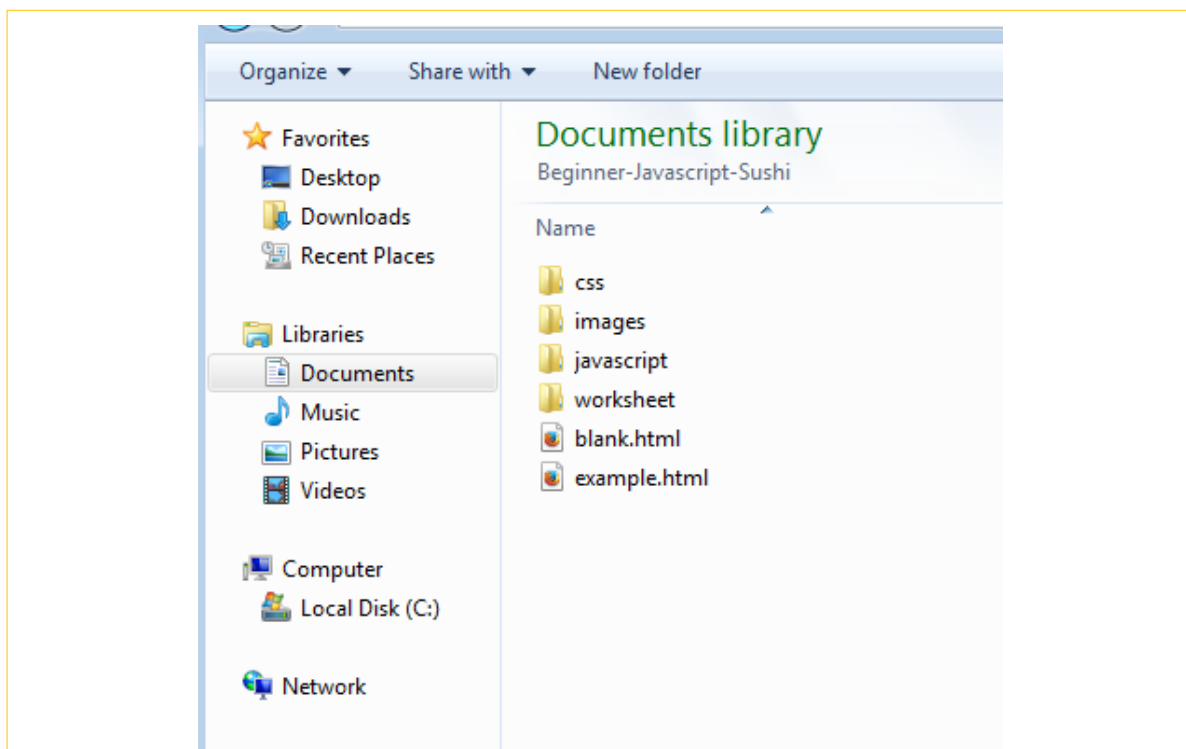 Organize Share with New folder
Favorites
Desktop
Downloads
Recent Places
Libraries
Documents
Music
Pictures
Videos
Computer
Local Disk (C:)
Network
Documents library
Beginner-Javascript-Sushi
Name
css
images
javascript
worksheet
blank.html
example.html